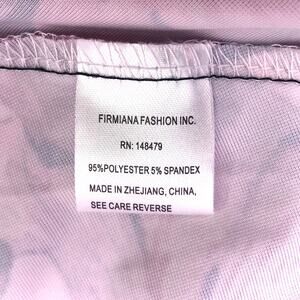 FIRMIANA FASHION INC.
RN: 148479
95%POLYESTER 5% SPANDEX
MADE IN ZHEJIANG, CHINA,
SEE CARE REVERSE